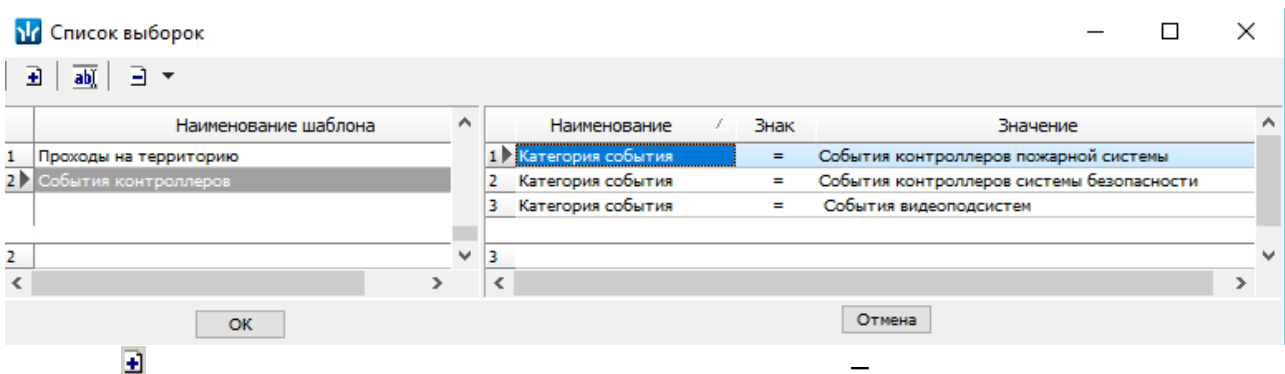 Список выборок
ab
Наименование шаблона
1 Проходы на территорию
2 События контроллеров
2
Наименование Знак Значение
1 Категория события = События контроллеров пожарной системы
2 Категория события = События контроллеров системы безопасности
3 Категория события = События видеоподсистем
3
ОК Отмена